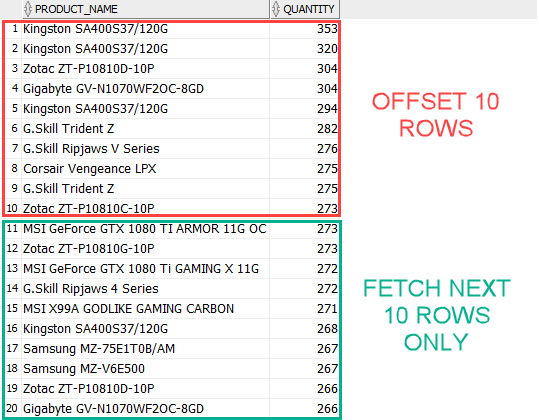 PRODUCT_NAME QUANTITY
1 Kingston SA400S37/120G 353
2 Kingston SA400S37/120G 320
3 Zotac ZT-P10810D-10P 304
4 Gigabyte GV-N1070WF2OC-8GD 304
5 Kingston SA400S37/120G 294
6 G.Skill Trident Z 282
7 G.Skill Ripjaws V Series 276
8 Corsair Vengeance LPX 275
9 G.Skill Trident Z 275
10 Zotac ZT-P10810C-10P 273
OFFSET 10
ROWS
11 MSI GeForce GTX 1080 TI ARMOR 11G OC 273
12 Zotac ZT-P10810G-10P 273
13 MSI GeForce GTX 1080 Ti GAMING X 11G 272
14 G.Skill Ripjaws 4 Series 272
15 MSI X99A GODLIKE GAMING CARBON 271
16 Kingston SA400S37/120G 268
17 Samsung MZ-75E1T0B/AM 267
18 Samsung MZ-V6E500 267
19 Zotac ZT-P10810D-10P 266
20 Gigabyte GV-N1070WF2OC-8GD 266
FETCH NEXT
10 ROWS
ONLY